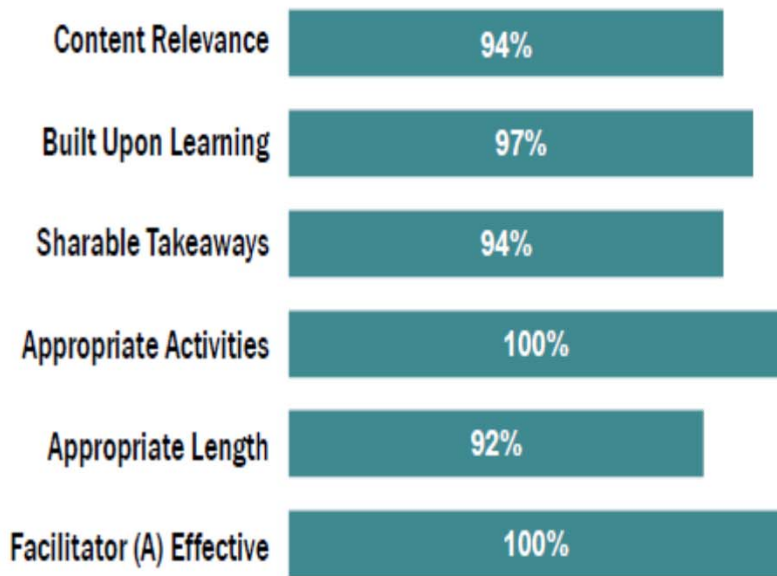 Content Relevance 94%
Built Upon Learning 97%
Sharable Takeaways 94%
Appropriate Activities 100%
Appropriate Length 92%
Facilitator (A) Effective 100%